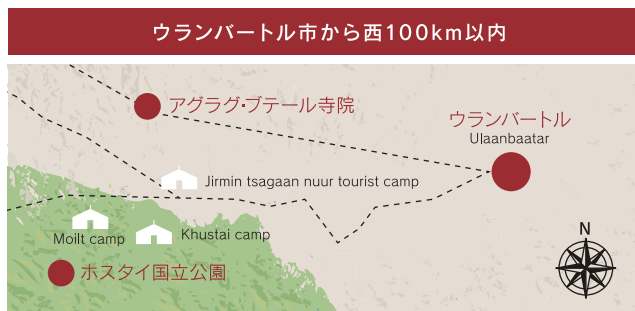 ウランバートル市から西100km以内
アグラグ・ブテール寺院
ウランバートル
Ulaanbaatar
Jirmin tsagaan nuur tourist camp
Moilt camp
Khustai camp
ホスタイ国立公園
N